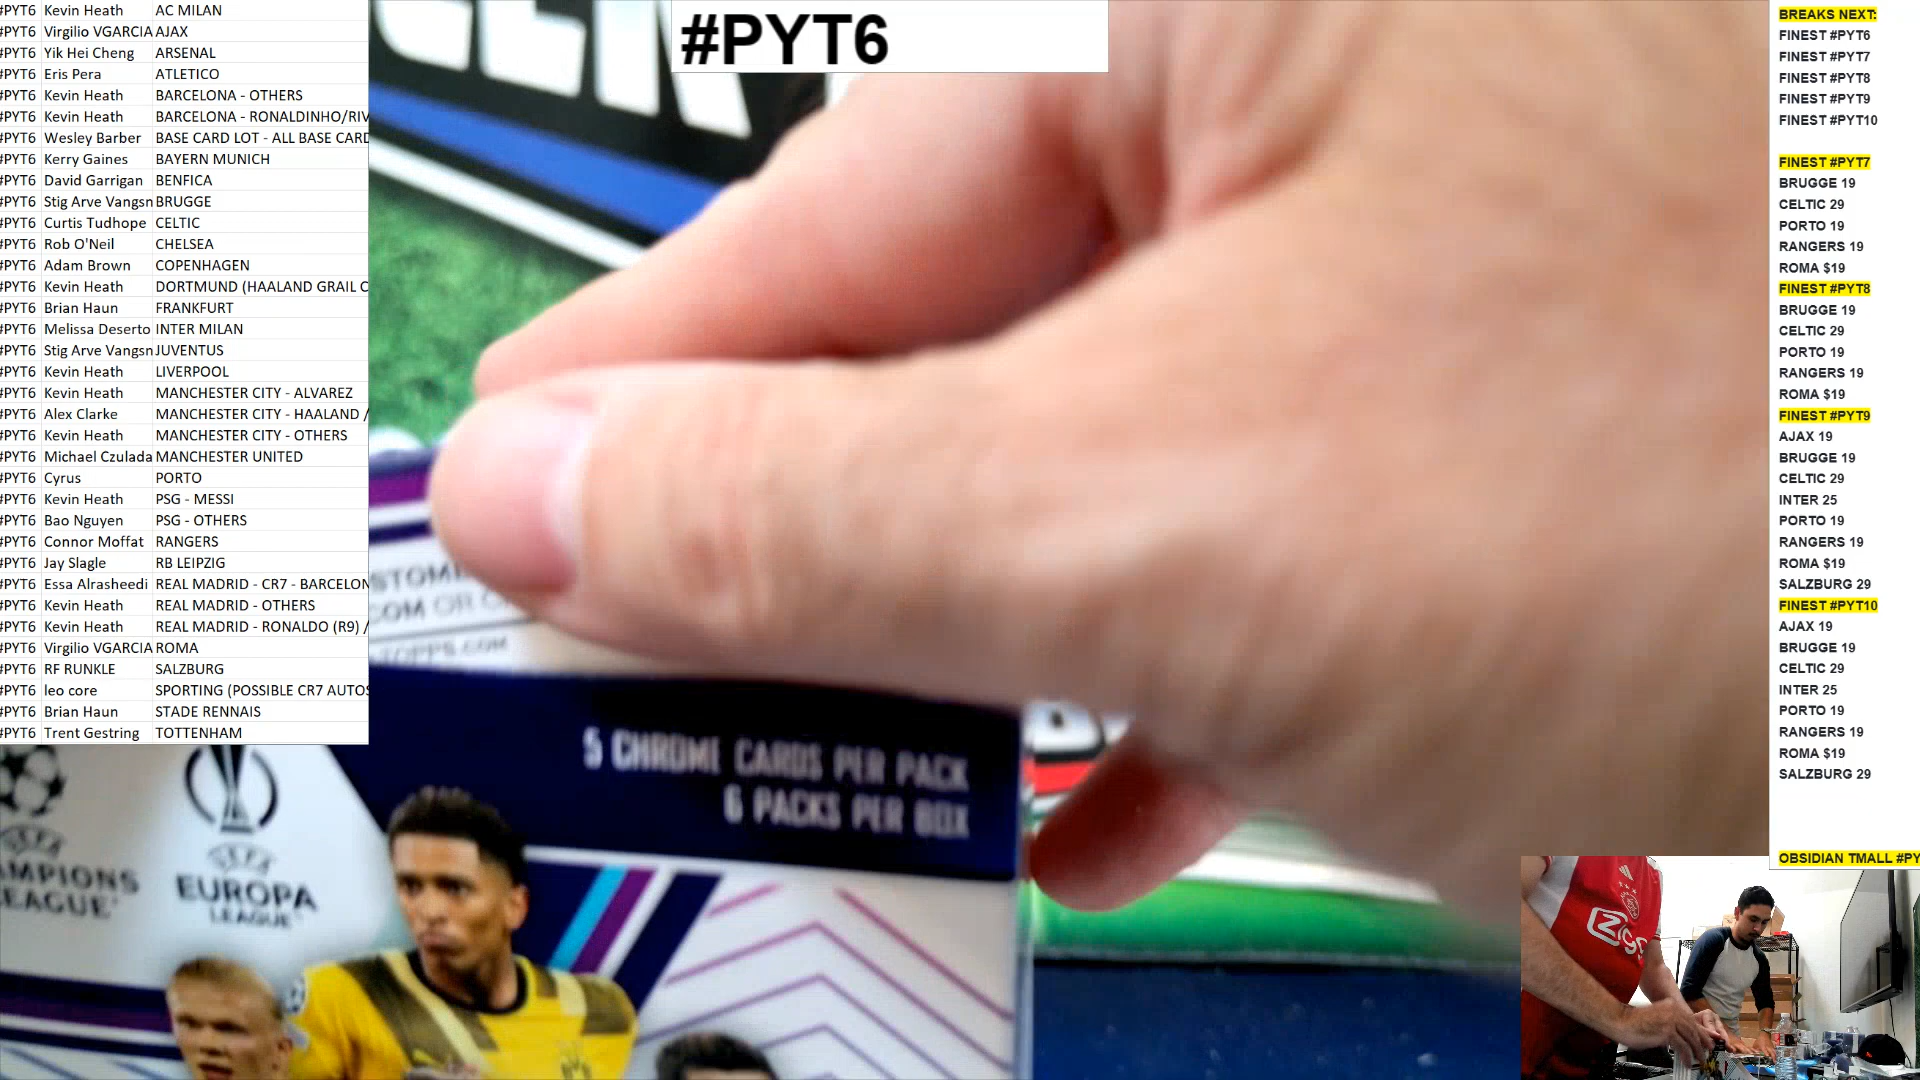 #PYT6 Kevin Heath AC MILAN
#PYT6 Virgilio VGARCIA AJAX
#PYT6 Yik Hei Cheng ARSENAL
#PYT6 Eris Pera ATLETICO
#PYT6 Kevin Heath BARCELONA - OTHERS
#PYT6 Kevin Heath BARCELONA - RONALDINHO/RIV
#PYT6 Wesley Barber BASE CARD LOT - ALL BASE CARD
#PYT6 Kerry Gaines BAYERN MUNICH
#PYT6 David Garrigan BENFICA
#PYT6 Stig Arve Vangsn BRUGGE
#PYT6 Curtis Tudhope CELTIC
#PYT6 Rob O'Neil CHELSEA
#PYT6 Adam Brown COPENHAGEN
#PYT6 Kevin Heath DORTMUND (HAALAND GRAIL C
#PYT6 Brian Haun FRANKFURT
#PYT6 Melissa Deserto INTER MILAN
#PYT6 Stig Arve Vangsn JUVENTUS
#PYT6 Kevin Heath LIVERPOOL
#PYT6 Kevin Heath MANCHESTER CITY - ALVAREZ
#PYT6 Alex Clarke MANCHESTER CITY - HAALAND /
#PYT6 Kevin Heath MANCHESTER CITY - OTHERS
#PYT6 Michael Czulada MANCHESTER UNITED
#PYT6 Cyrus PORTO
#PYT6 Kevin Heath PSG - MESSI
#PYT6 Bao Nguyen PSG - OTHERS
#PYT6 Connor Moffat RANGERS
#PYT6 Jay Slagle RB LEIPZIG
#PYT6 Essa Alrasheedi REAL MADRID - CR7 - BARCELON
#PYT6 Kevin Heath REAL MADRID - OTHERS
#PYT6 Kevin Heath REAL MADRID - RONALDO (R9) /
#PYT6 Virgilio VGARCIA ROMA
#PYT6 RF RUNKLE SALZBURG
#PYT6 leo core SPORTING (POSSIBLE CR7 AUTOS
#PYT6 Brian Haun STADE RENNAIS
#PYT6 Trent Gestring TOTTENHAM
#PYT6
COM OR
TOPPS.COM
5 CHROME CARDS PER PACK
6 PACKS PER BOX
UEFA
EUROPA
LEAGUE
UEFA
AMPIONS
EAGUE
BREAKS NEXT:
FINEST #PYT6
FINEST #PYT7
FINEST #PYT8
FINEST #PYT9
FINEST #PYT10
FINEST #PYT7
BRUGGE 19
CELTIC 29
PORTO 19
RANGERS 19
ROMA $19
FINEST #PYT8
BRUGGE 19
CELTIC 29
PORTO 19
RANGERS 19
ROMA $19
FINEST #PYT9
AJAX 19
BRUGGE 19
CELTIC 29
INTER 25
PORTO 19
RANGERS 19
ROMA $19
SALZBURG 29
FINEST #PYT10
AJAX 19
BRUGGE 19
CELTIC 29
INTER 25
PORTO 19
RANGERS 19
ROMA $19
SALZBURG 29
OBSIDIAN TMALL #PY